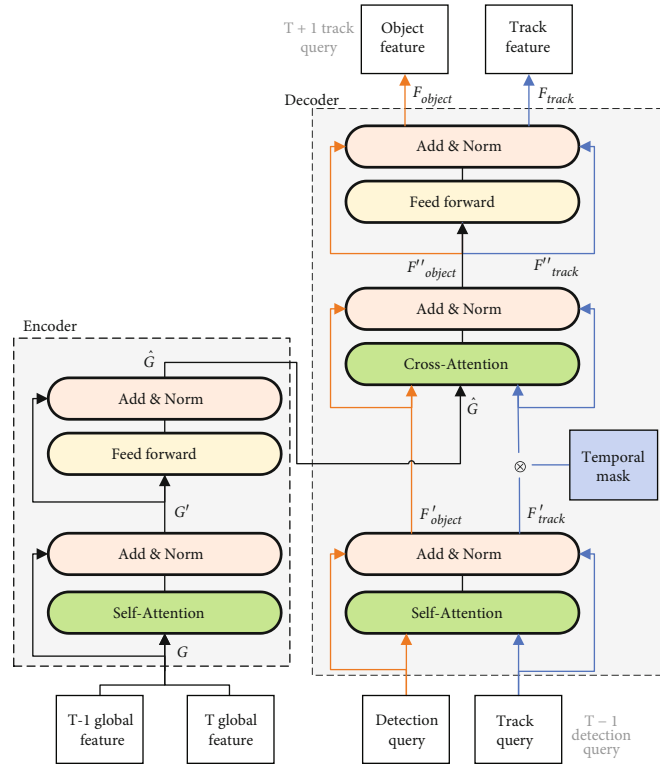 T + 1 track
query
Object
feature
Track
feature
F_object
F_track
Decoder
Add & Norm
Feed forward
F''_object
F''_track
Add & Norm
Cross-Attention
Ĝ
Temporal
mask
⊗
F'_object
F'_track
Add & Norm
Self-Attention
Detection
query
Track
query
T − 1
detection
query
Encoder
Ĝ
Add & Norm
Feed forward
G'
Add & Norm
Self-Attention
G
T-1 global
feature
T global
feature